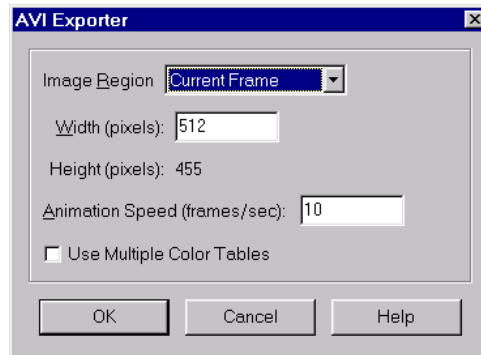 AVI Exporter
Image Region Current Frame
Width (pixels): 512
Height (pixels): 455
Animation Speed (frames/sec): 10
Use Multiple Color Tables
OK Cancel Help